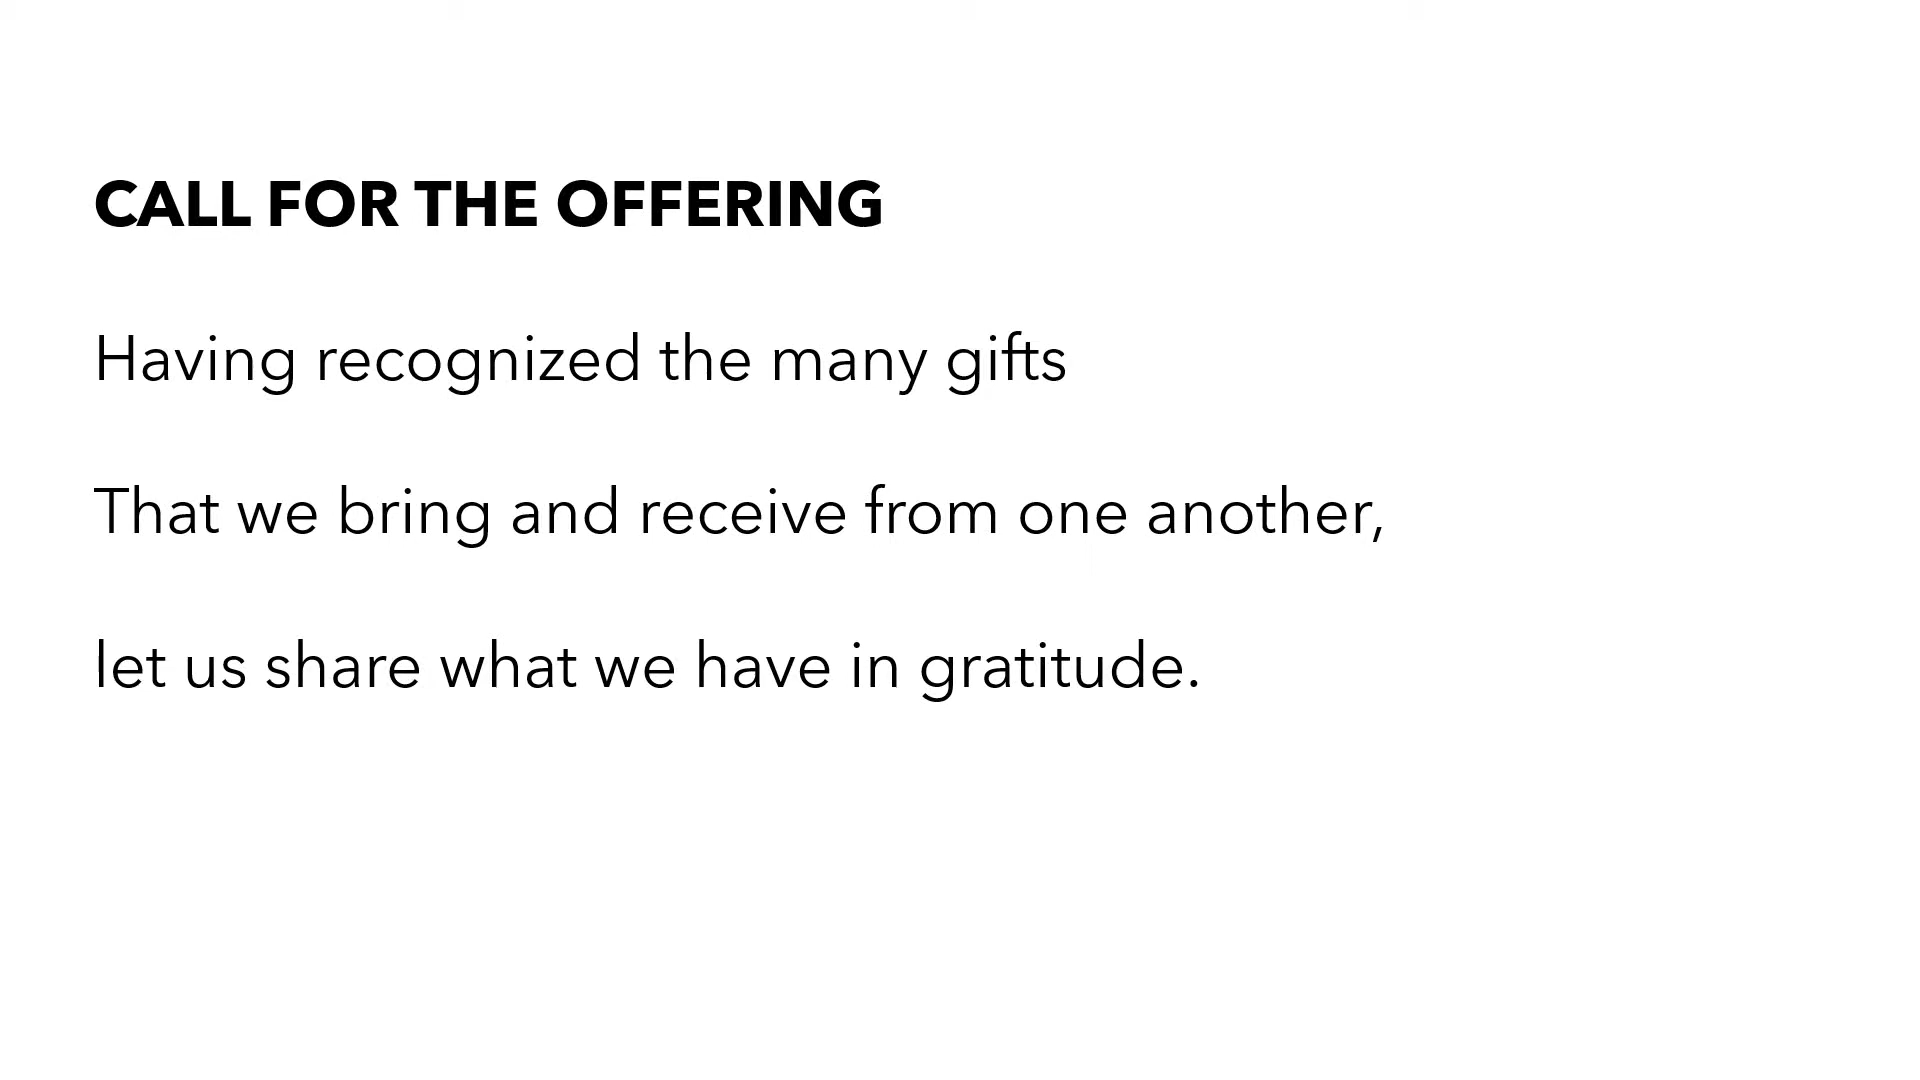 CALL FOR THE OFFERING
Having recognized the many gifts
That we bring and receive from one another,
let us share what we have in gratitude.